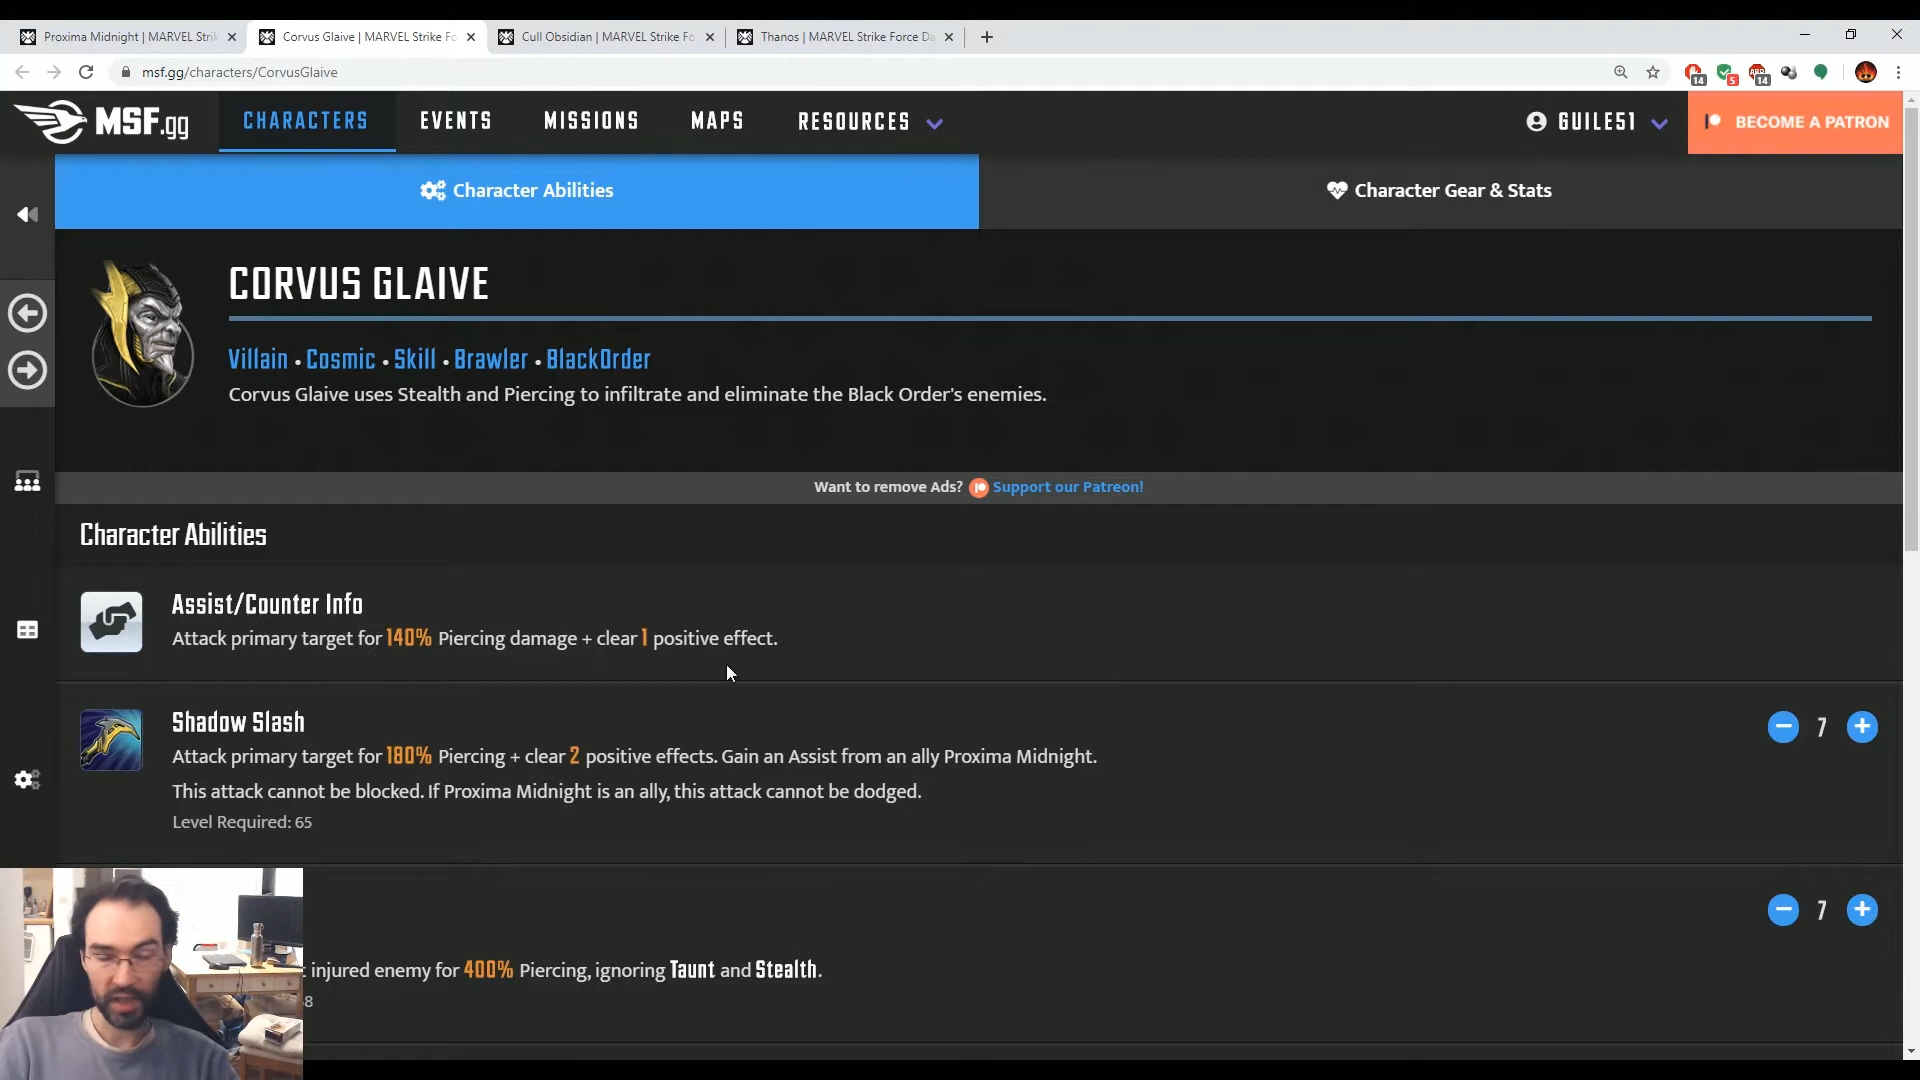 Proxima Midnight | MARVEL Strik
Corvus Glaive | MARVEL Strike Fo
Cull Obsidian | MARVEL Strike Fo
Thanos | MARVEL Strike Force Da
msf.gg/characters/CorvusGlaive
14
5
ABP
14
MSF.gg
CHARACTERS
EVENTS
MISSIONS
MAPS
RESOURCES
GUILE51
BECOME A PATRON
Character Abilities
Character Gear & Stats
CORVUS GLAIVE
Villain • Cosmic • Skill • Brawler • BlackOrder
Corvus Glaive uses Stealth and Piercing to infiltrate and eliminate the Black Order's enemies.
Want to remove Ads? Support our Patreon!
Character Abilities
Assist/Counter Info
Attack primary target for 140% Piercing damage + clear 1 positive effect.
Shadow Slash
7
Attack primary target for 180% Piercing + clear 2 positive effects. Gain an Assist from an ally Proxima Midnight.
This attack cannot be blocked. If Proxima Midnight is an ally, this attack cannot be dodged.
Level Required: 65
7
injured enemy for 400% Piercing, ignoring Taunt and Stealth.
8